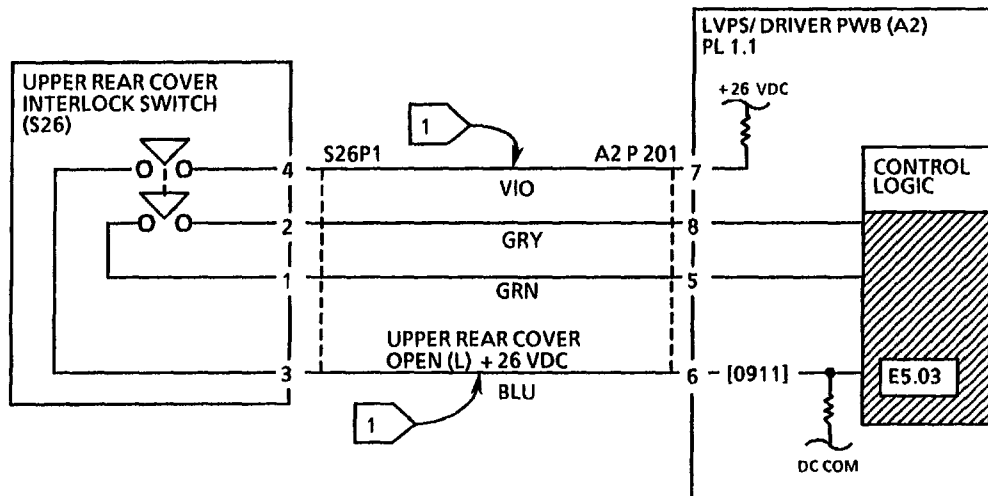 LVPS/ DRIVER PWB (A2)
PL 1.1
+26 VDC
UPPER REAR COVER
INTERLOCK SWITCH
(S26)
1
4
S26P1
A2 P 201
7
VIO
CONTROL
LOGIC
2
GRY
8
1
GRN
5
UPPER REAR COVER
OPEN (L) +26 VDC
3
BLU
6
[0911]
E5.03
1
DC COM